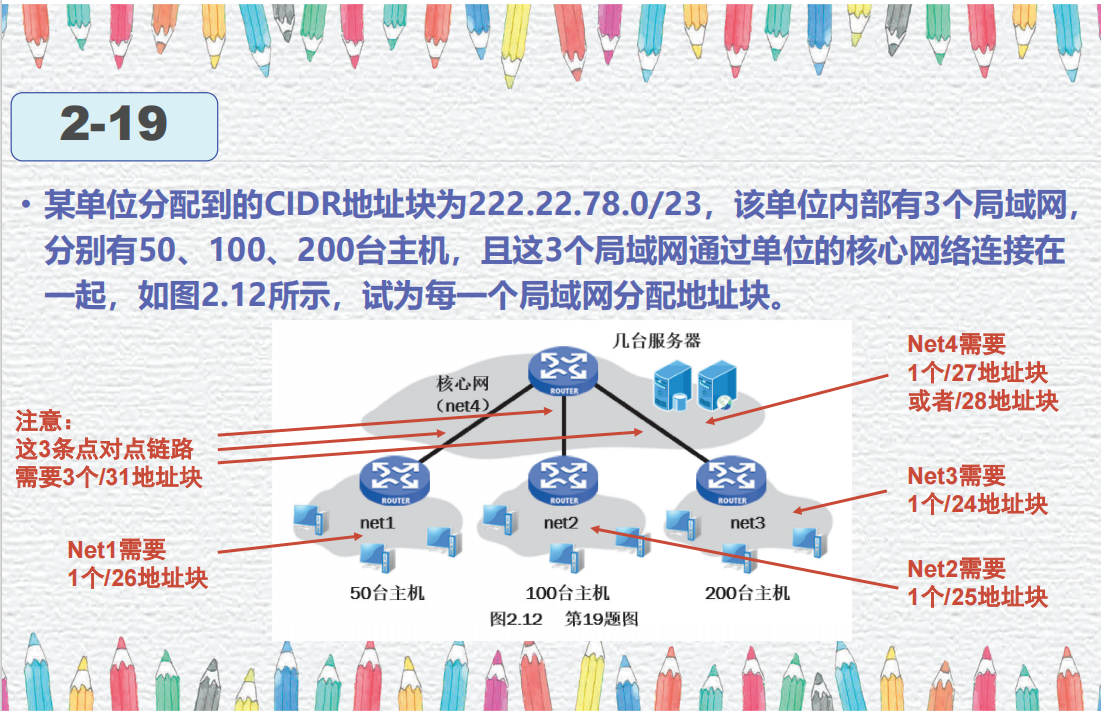 2-19
• 某单位分配到的CIDR地址块为222.22.78.0/23，该单位内部有3个局域网，
分别有50、100、200台主机，且这3个局域网通过单位的核心网络连接在
一起，如图2.12所示，试为每一个局域网分配地址块。
几台服务器
核心网
（net4）
ROUTER
Net4需要
1个/27地址块
或者/28地址块
注意：
这3条点对点链路
需要3个/31地址块
ROUTER
ROUTER
ROUTER
net1
net2
net3
Net3需要
1个/24地址块
Net1需要
1个/26地址块
Net2需要
1个/25地址块
50台主机
100台主机
200台主机
图2.12 第19题图